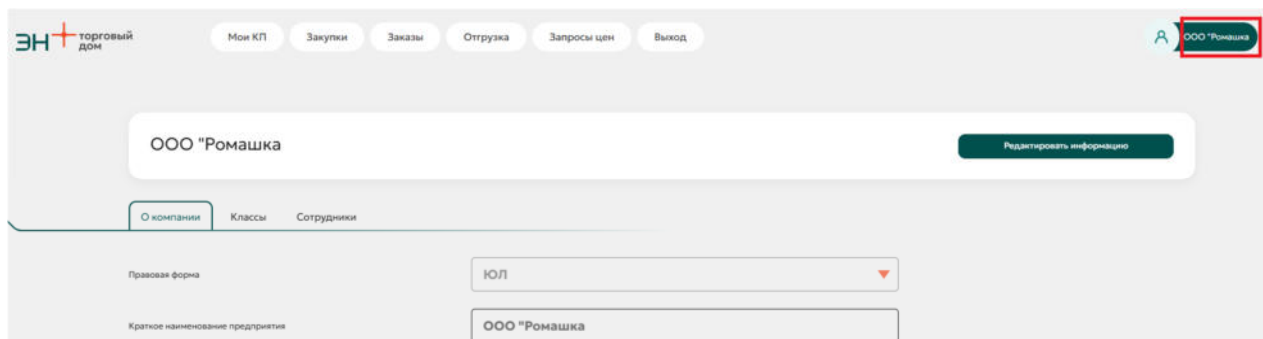 ЭН+ торговый дом
Мои КП Закупки Заказы Отгрузка Запросы цен Выход ООО "Ромашка
ООО "Ромашка Редактировать информацию
О компании Классы Сотрудники
Правовая форма ЮЛ
Краткое наименование предприятия ООО "Ромашка